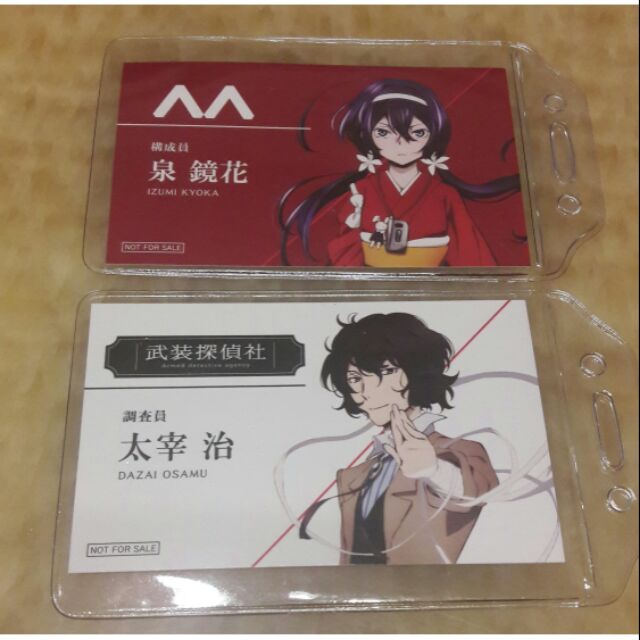 構成員
泉 鏡花
IZUMI KYOKA
NOT FOR SALE
武装探偵社
Armed detective agency
調査員
太宰 治
DAZAI OSAMU
NOT FOR SALE